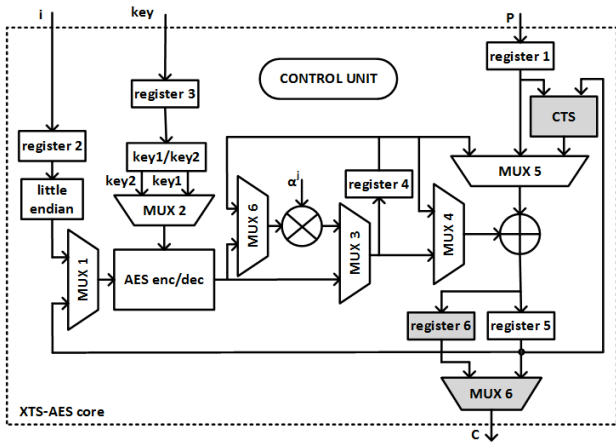 i
key
P
register 1
CONTROL UNIT
register 3
CTS
register 2
key1/key2
MUX 5
key2
key1
register 4
little
endian
MUX 2
αʲ
MUX 6
MUX 3
MUX 4
MUX 1
AES enc/dec
register 6
register 5
MUX 6
XTS-AES core
C